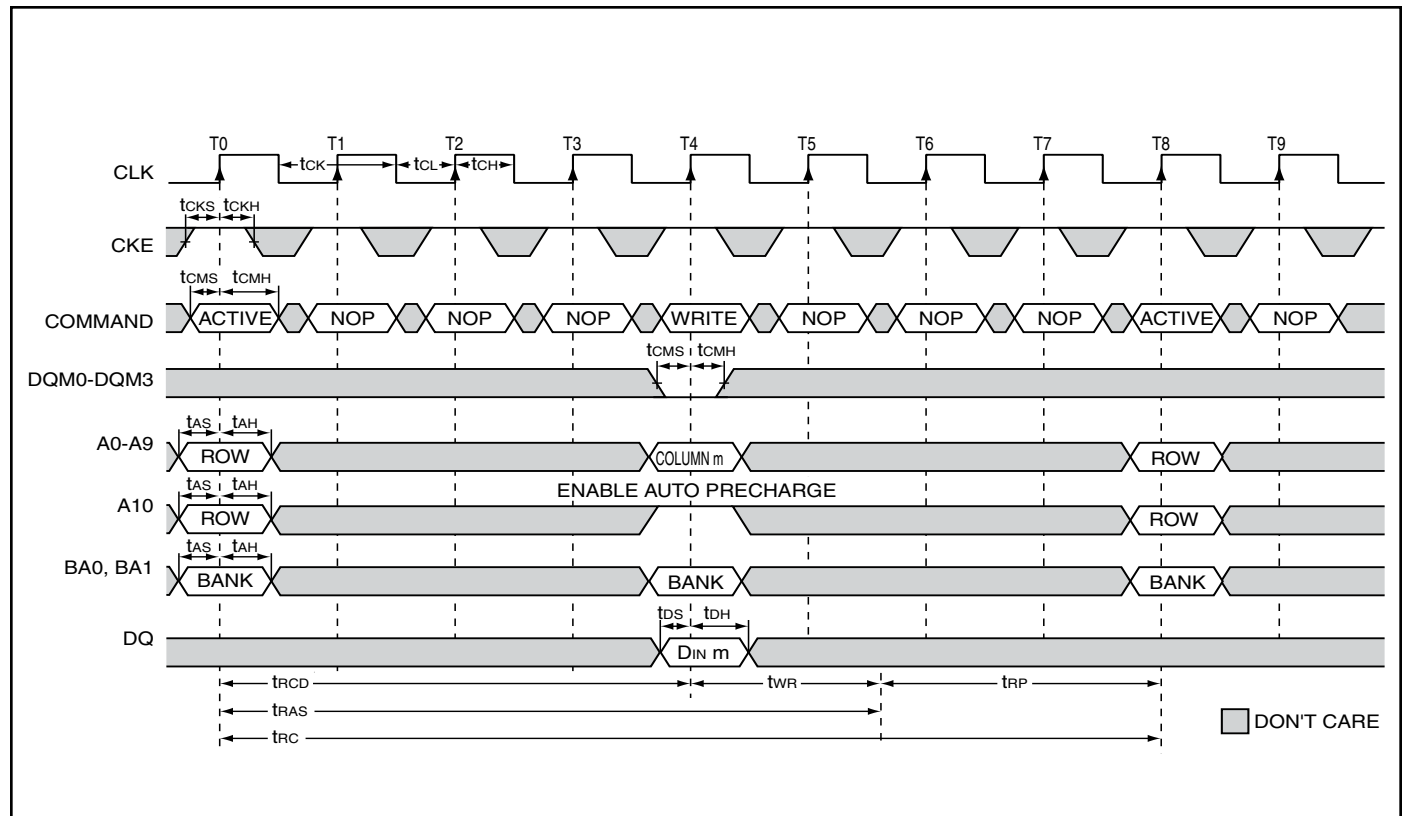 T0 T1 T2 T3 T4 T5 T6 T7 T8 T9
CLK tCK tCL tCH
tCKS tCKH
CKE
tCMS tCMH
COMMAND ACTIVE NOP NOP NOP WRITE NOP NOP NOP ACTIVE NOP
tCMS tCMH
DQM0-DQM3
tAS tAH
A0-A9 ROW COLUMN m ROW
tAS tAH ENABLE AUTO PRECHARGE
A10 ROW ROW
tAS tAH
BA0, BA1 BANK BANK BANK
tDS tDH
DQ DIN m
tRCD tWR tRP
tRAS
DON'T CARE
tRC